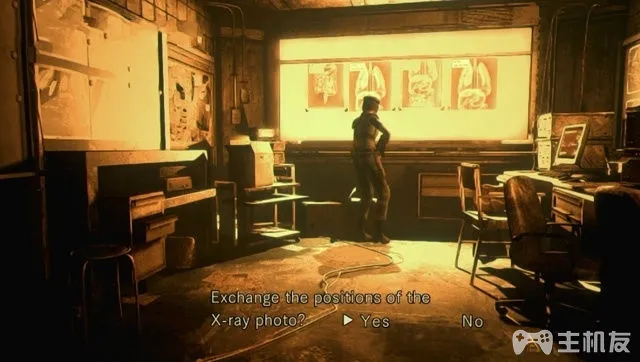 Exchange the positions of the
X-ray photo? Yes No
主机友